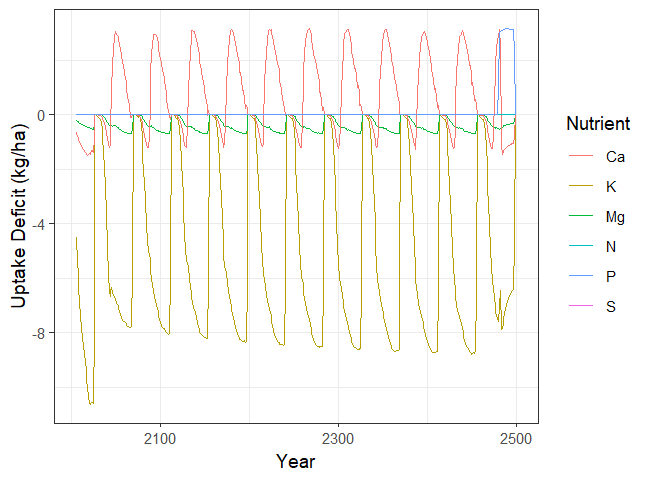 0
-4
-8
Uptake Deficit (kg/ha)
2100
2300
2500
Year
Nutrient
Ca
K
Mg
N
P
S